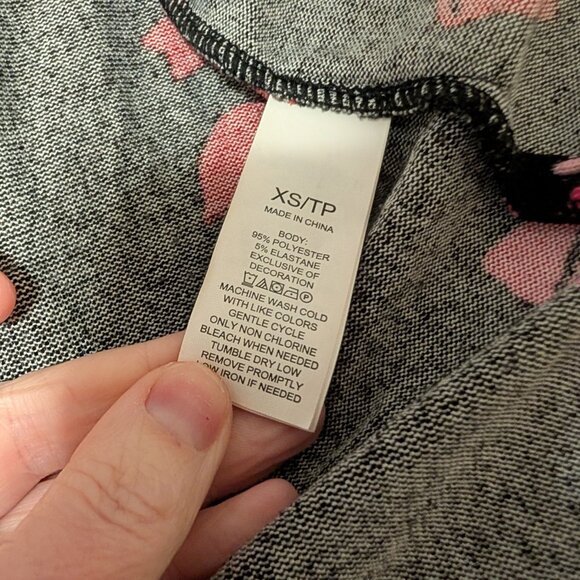 XS/TP
MADE IN CHINA
BODY:
95% POLYESTER
5% ELASTANE
EXCLUSIVE OF
DECORATION
MACHINE WASH COLD
WITH LIKE COLORS
GENTLE CYCLE
ONLY NON CHLORINE
BLEACH WHEN NEEDED
TUMBLE DRY LOW
REMOVE PROMPTLY
LOW IRON IF NEEDED